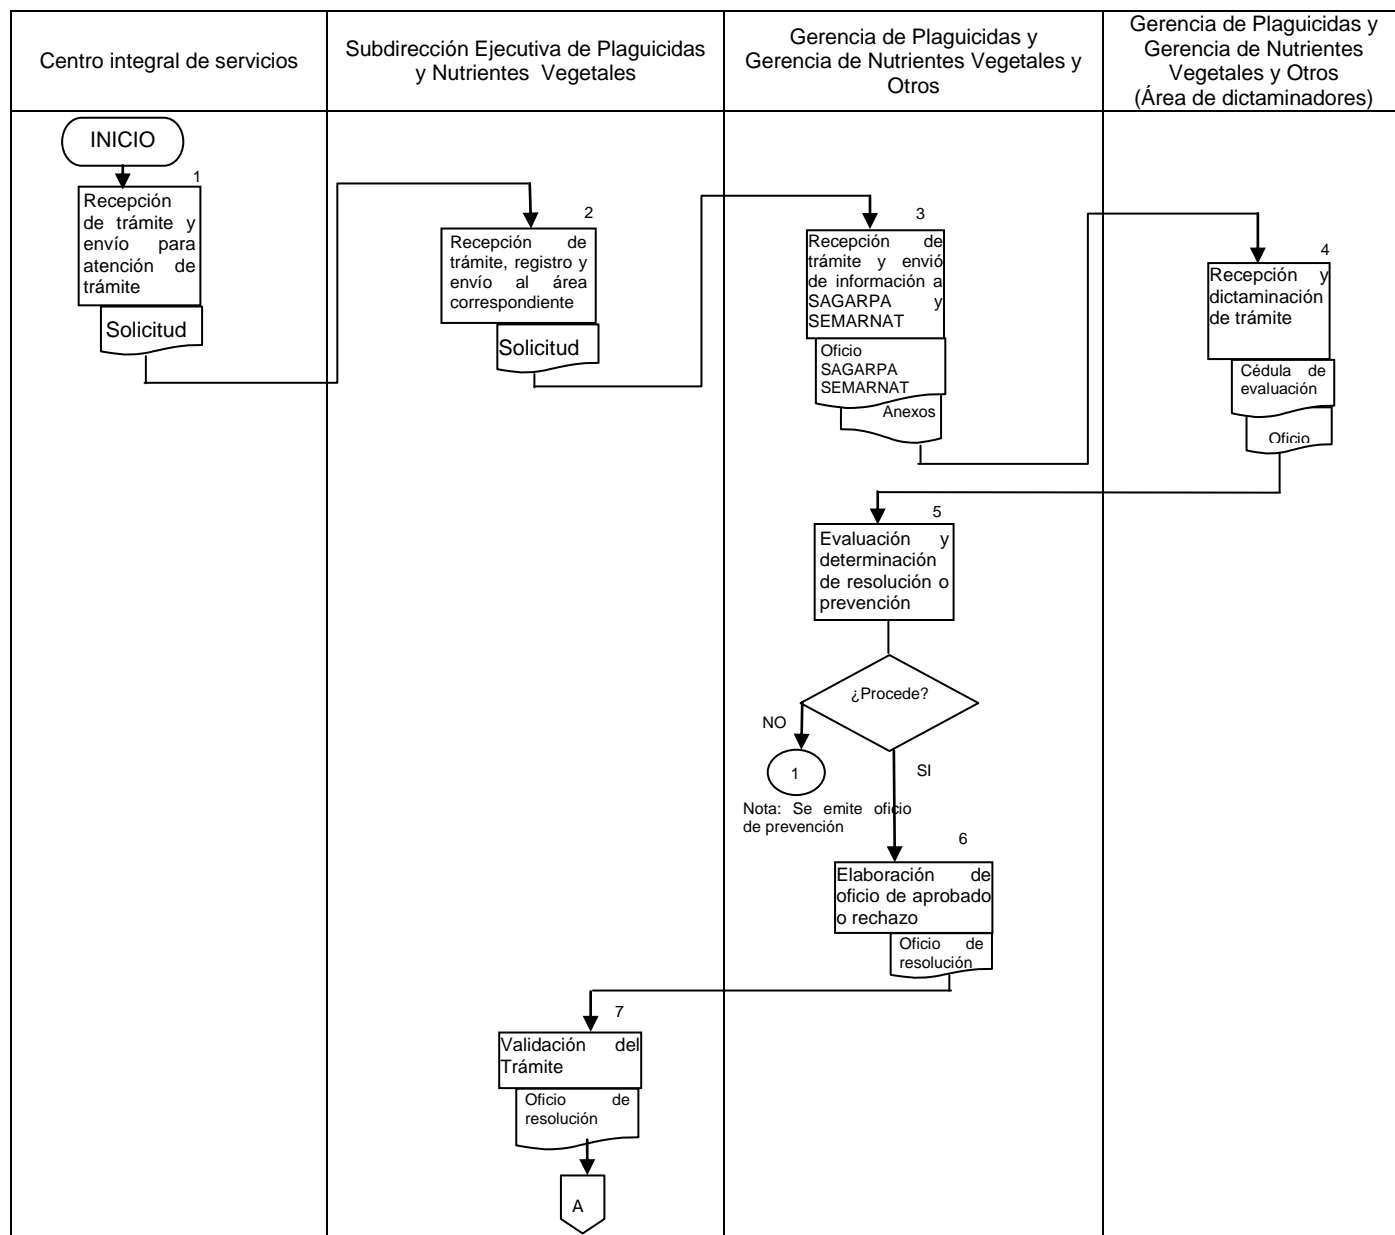 Centro integral de servicios
Subdirección Ejecutiva de Plaguicidas
y Nutrientes Vegetales
Gerencia de Plaguicidas y
Gerencia de Nutrientes Vegetales y
Otros
Gerencia de Plaguicidas y
Gerencia de Nutrientes
Vegetales y Otros
(Área de dictaminadores)
INICIO
1
Recepción
de trámite y
envío para
atención de
trámite
Solicitud
2
Recepción de
trámite, registro y
envío al área
correspondiente
Solicitud
3
Recepción de
trámite y envió
de información a
SAGARPA y
SEMARNAT
Oficio
SAGARPA
SEMARNAT
Anexos
4
Recepción y
dictaminación
de trámite
Cédula de
evaluación
Oficio
5
Evaluación y
determinación
de resolución o
prevención
¿Procede?
NO
1
SI
Nota: Se emite oficio
de prevención
6
Elaboración de
oficio de aprobado
o rechazo
Oficio de
resolución
7
Validación del
Trámite
Oficio de
resolución
A